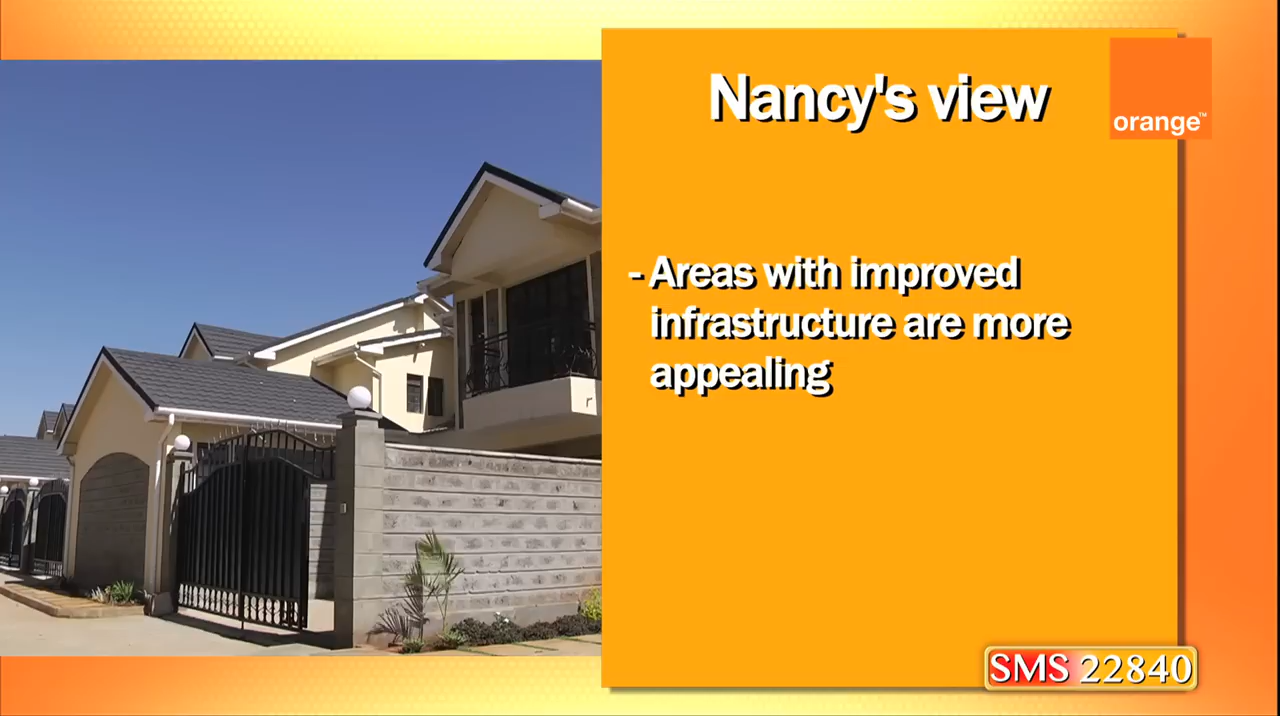 Nancy's view
orange™
- Areas with improved
infrastructure are more
appealing
SMS 22840